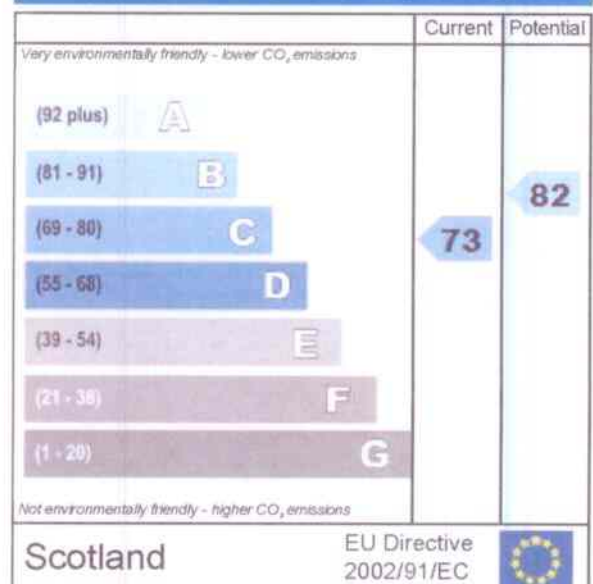 Current Potential
Very environmentally friendly - lower CO₂ emissions
(92 plus) A
(81 - 91) B
82
(69 - 80) C
73
(55 - 68) D
(39 - 54) E
(21 - 38) F
(1 - 20) G
Not environmentally friendly - higher CO₂ emissions
Scotland
EU Directive
2002/91/EC